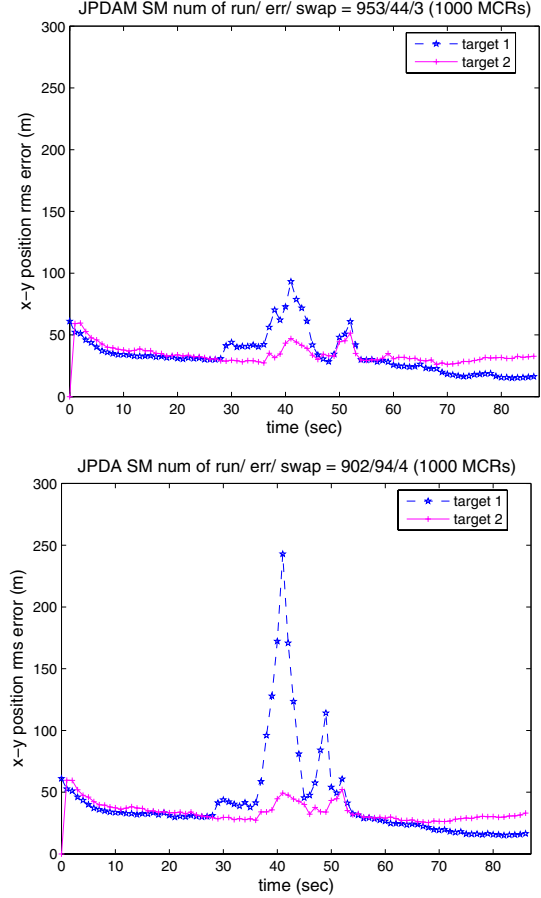 JPDAM SM num of run/ err/ swap = 953/44/3 (1000 MCRs)
300
250
200
150
100
50
0
x-y position rms error (m)
target 1
target 2
0 10 20 30 40 50 60 70 80
time (sec)
JPDA SM num of run/ err/ swap = 902/94/4 (1000 MCRs)
300
250
200
150
100
50
0
x-y position rms error (m)
target 1
target 2
0 10 20 30 40 50 60 70 80
time (sec)